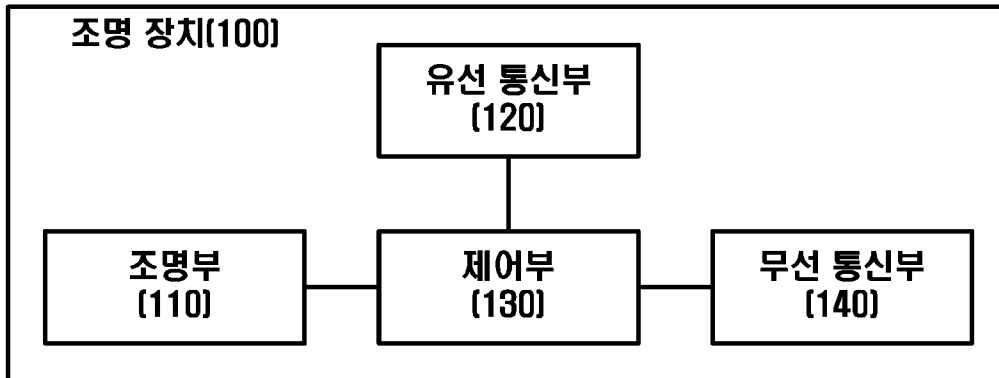 조명 장치(100)
유선 통신부
(120)
조명부
(110)
제어부
(130)
무선 통신부
(140)